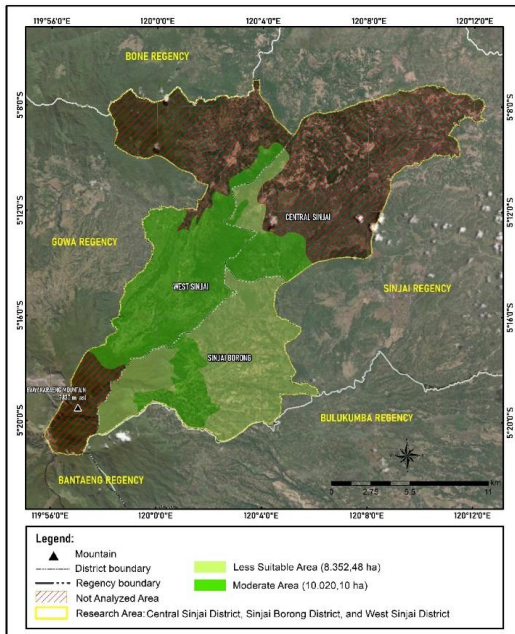 119°56'0"E 120°0'0"E 120°4'0"E 120°8'0"E 120°12'0"E
BONE REGENCY
5°8'0"S 5°8'0"S
5°12'0"S 5°12'0"S
CENTRAL SINJAI
GOWA REGENCY
WEST SINJAI
SINJAI REGENCY
5°16'0"S 5°16'0"S
SINJAI BORONG
MOUNTAIN
5°20'0"S 5°20'0"S
BULUKUMBA REGENCY
BANTAENG REGENCY
km
0 2.75 5.5 11
119°56'0"E 120°0'0"E 120°4'0"E 120°8'0"E 120°12'0"E
Legend:
Mountain
District boundary
Regency boundary
Not Analyzed Area
Less Suitable Area (8.352,48 ha)
Moderate Area (10.020,10 ha)
Research Area: Central Sinjai District, Sinjai Borong District, and West Sinjai District